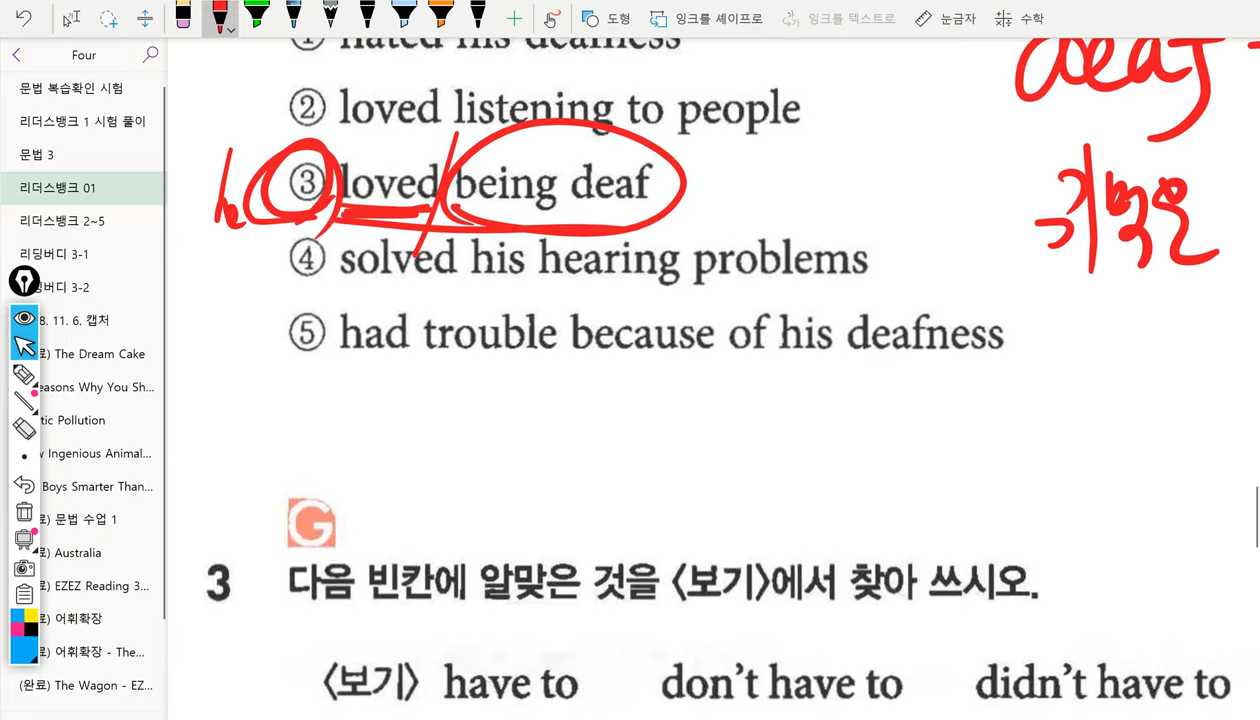 도형 잉크를 셰이프로 잉크를 텍스트로 눈금자 수학
Four
문법 복습확인 시험
리더스뱅크 1 시험 풀이
문법 3
리더스뱅크 01
리더스뱅크 2~5
리딩버디 3-1
버디 3-2
8. 11. 6. 캡처
료) The Dream Cake
easons Why You Sh...
tic Pollution
w Ingenious Animal...
Boys Smarter Than...
료) 문법 수업 1
료) Australia
료) EZEZ Reading 3...
료) 어휘확장
료) 어휘확장 - The...
(완료) The Wagon - EZ...
① hated his deafness
② loved listening to people
③ loved being deaf
④ solved his hearing problems
⑤ had trouble because of his deafness
deaf
G
3 다음 빈칸에 알맞은 것을 〈보기〉에서 찾아 쓰시오.
〈보기〉 have to don't have to didn't have to